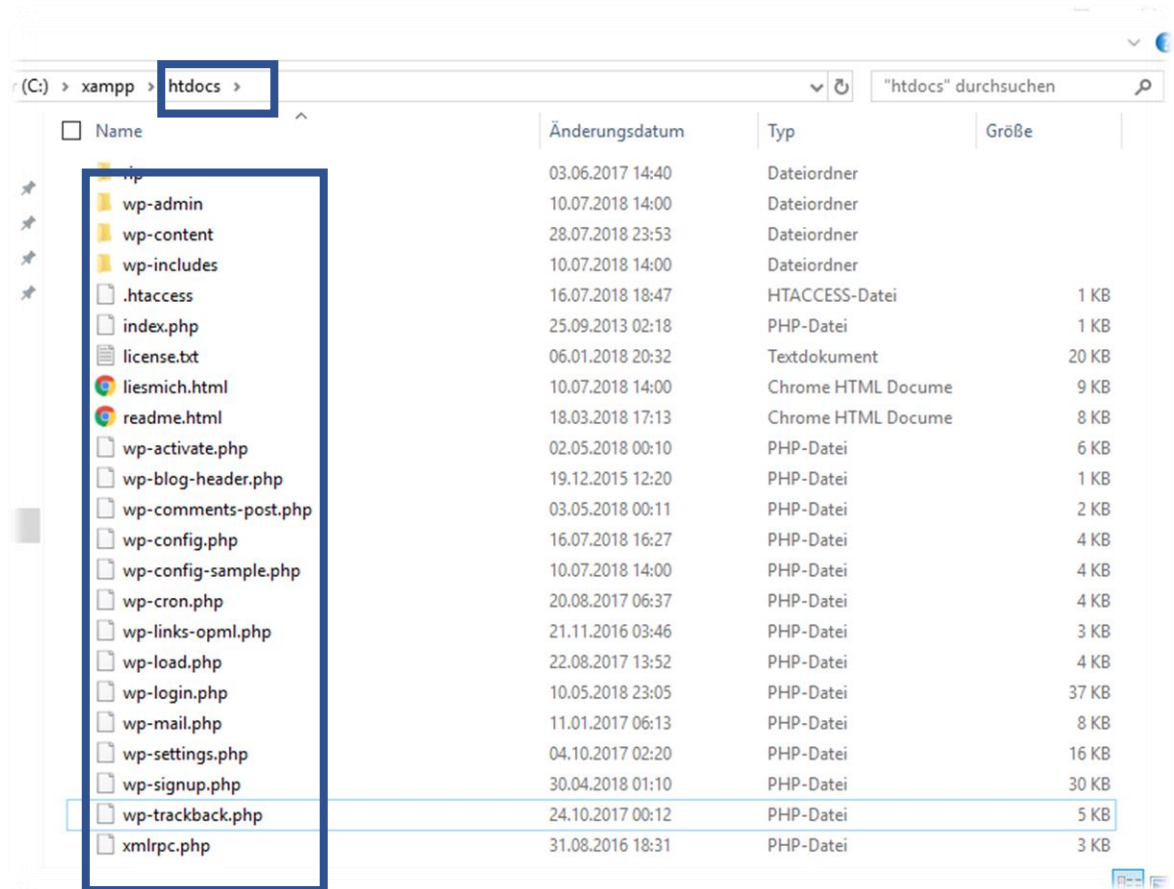 (C:) > xampp > htdocs > "htdocs" durchsuchen
Name Änderungsdatum Typ Größe
03.06.2017 14:40 Dateiordner
wp-admin 10.07.2018 14:00 Dateiordner
wp-content 28.07.2018 23:53 Dateiordner
wp-includes 10.07.2018 14:00 Dateiordner
.htaccess 16.07.2018 18:47 HTACCESS-Datei 1 KB
index.php 25.09.2013 02:18 PHP-Datei 1 KB
license.txt 06.01.2018 20:32 Textdokument 20 KB
liesmich.html 10.07.2018 14:00 Chrome HTML Docume 9 KB
readme.html 18.03.2018 17:13 Chrome HTML Docume 8 KB
wp-activate.php 02.05.2018 00:10 PHP-Datei 6 KB
wp-blog-header.php 19.12.2015 12:20 PHP-Datei 1 KB
wp-comments-post.php 03.05.2018 00:11 PHP-Datei 2 KB
wp-config.php 16.07.2018 16:27 PHP-Datei 4 KB
wp-config-sample.php 10.07.2018 14:00 PHP-Datei 4 KB
wp-cron.php 20.08.2017 06:37 PHP-Datei 4 KB
wp-links-opml.php 21.11.2016 03:46 PHP-Datei 3 KB
wp-load.php 22.08.2017 13:52 PHP-Datei 4 KB
wp-login.php 10.05.2018 23:05 PHP-Datei 37 KB
wp-mail.php 11.01.2017 06:13 PHP-Datei 8 KB
wp-settings.php 04.10.2017 02:20 PHP-Datei 16 KB
wp-signup.php 30.04.2018 01:10 PHP-Datei 30 KB
wp-trackback.php 24.10.2017 00:12 PHP-Datei 5 KB
xmlrpc.php 31.08.2016 18:31 PHP-Datei 3 KB